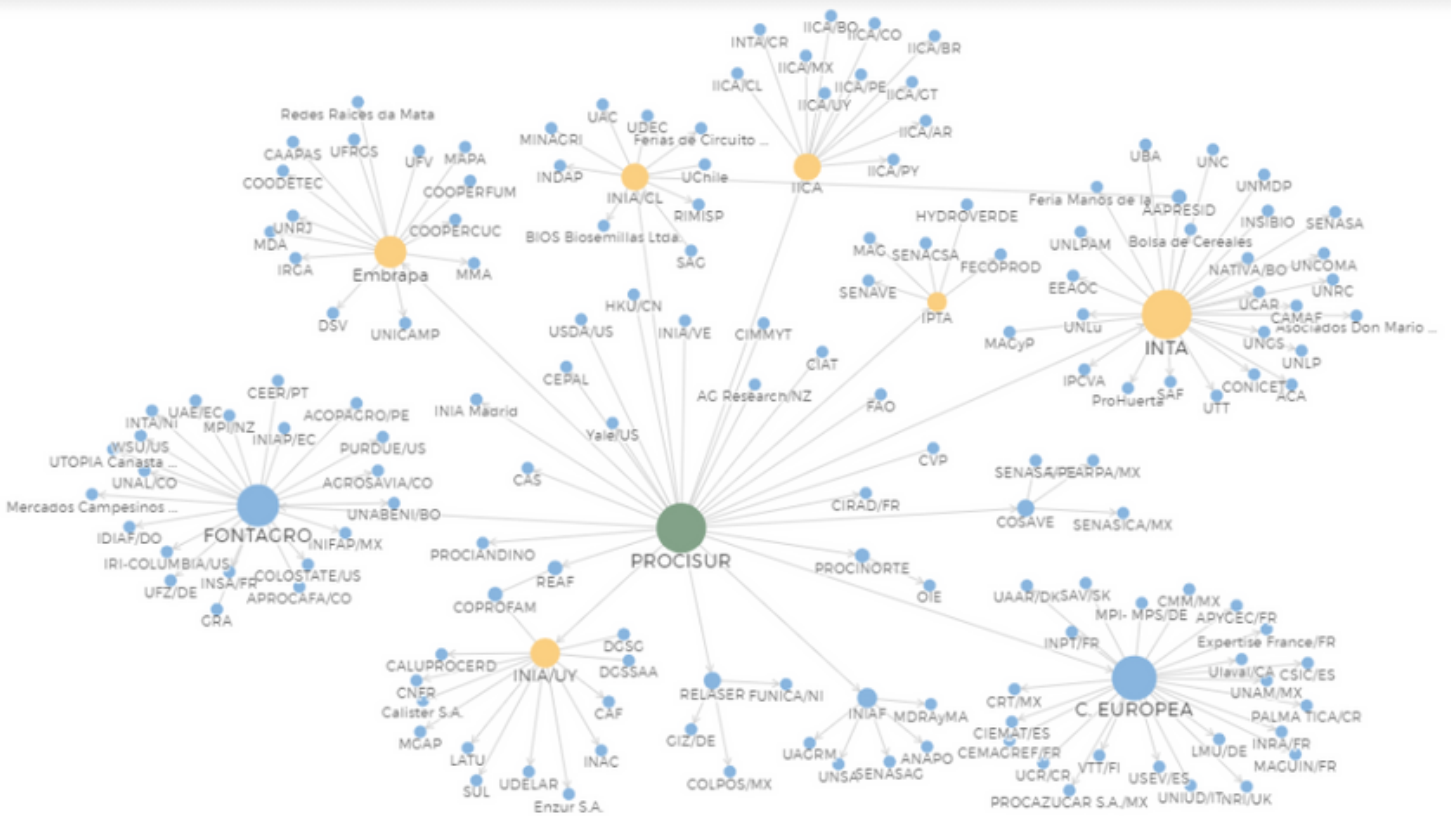 IICA/BO
IICA/CO
INTA/CR
IICA/BR
IICA/MX
IICA/CL
IICA/PE
IICA/GT
IICA/UY
IICA/AR
IICA/PY
IICA
Redes Raices da Mata
CAAPAS
UFRGS
UFV
MAPA
COODETEC
COOPERFUM
UNRJ
COOPERCUC
MDA
IRGA
Embrapa
MMA
DSV
UNICAMP
UAC
UDEC
MINAGRI
Ferias de Circuito ...
INDAP
UChile
INIA/CL
RIMISP
BIOS Biosemillas Ltda.
SAG
HYDROVERDE
MAG
SENACSA
FECOPROD
SENAVE
IPTA
UBA
UNC
UNMDP
Feria Manos de la
AAPRESID
INSIBIO
SENASA
UNLPAM
Bolsa de Cereales
NATIVA/BO
UNCOMA
EEAOC
UCAR
UNRC
UNLu
CAMAF
Asociados Don Mario ...
MAGyP
INTA
UNGS
UNLP
IPCVA
CONICET
ProHuerta
SAF
UTT
ACA
HKU/CN
USDA/US
INIA/VE
CIMMYT
CIAT
CEPAL
AG Research/NZ
INIA Madrid
FAO
Yale/US
CVP
CAS
CIRAD/FR
PROCISUR
PROCIANDINO
REAF
COPROFAM
PROCINORTE
OIE
CEER/PT
UAE/EC
INTA/NI
MPI/NZ
ACOPAGRO/PE
INIAP/EC
WSU/US
PURDUE/US
UTOPIA Canasta ...
UNAL/CO
AGROSAVIA/CO
Mercados Campesinos ...
UNABENI/BO
FONTAGRO
IDIAF/DO
INIFAP/MX
IRI-COLUMBIA/US
COLOSTATE/US
UFZ/DE
INSA/FR
APROCAFA/CO
GRA
SENASA/PE
EARPA/MX
COSAVE
SENASICA/MX
DGSG
CALUPROCERD
DGSSAA
INIA/UY
CNFR
Calister S.A.
CAF
MGAP
LATU
INAC
SUL
UDELAR
Enzur S.A.
RELASER
FUNICA/NI
GIZ/DE
COLPOS/MX
INIAF
MDRAyMA
UAGRM
ANAPO
UNSA
SENASAG
UAAR/DK
SAV/SK
CMM/MX
MPI- MPS/DE
APYGEC/FR
INPT/FR
Expertise France/FR
Ulaval/CA
CSIC/ES
UNAM/MX
CRT/MX
C. EUROPEA
PALMA TICA/CR
CIEMAT/ES
INRA/FR
CEMAGREF/FR
LMU/DE
MAGUIN/FR
UCR/CR
VTT/FI
USEV/ES
PROCAZUCAR S.A./MX
UNIUD/IT
NRI/UK